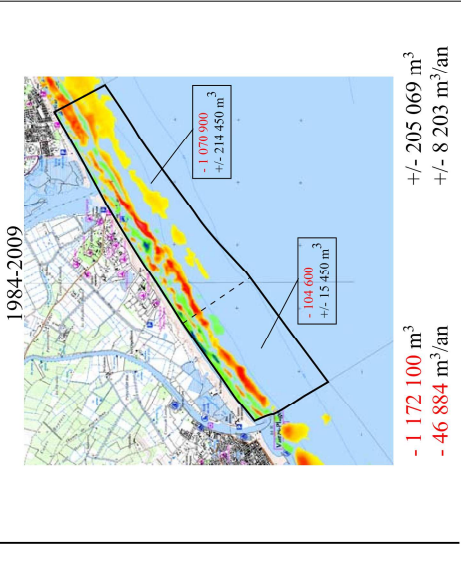 1984-2009
- 1 070 900
+/- 214 450 m³
- 104 600
+/- 15 450 m³
- 1 172 100 m³
+/- 205 069 m³
- 46 884 m³/an
+/- 8 203 m³/an